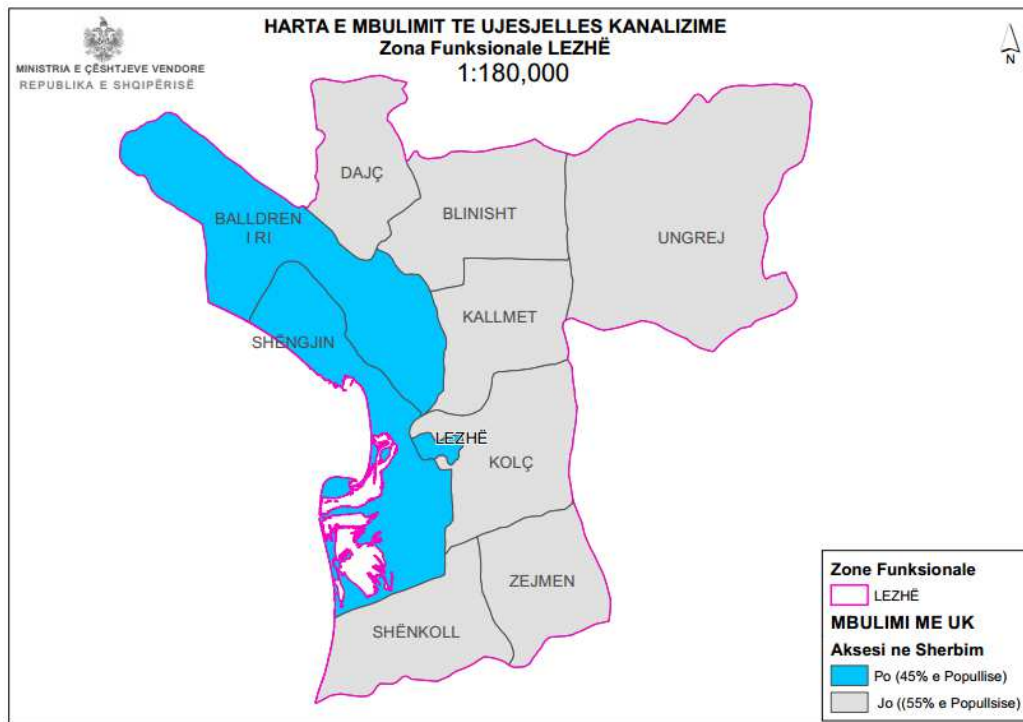 HARTA E MBULIMIT TE UJESJELLES KANALIZIME
Zona Funksionale LEZHË
1:180,000
MINISTRIA E ÇËSHTJEVE VENDORE
REPUBLIKA E SHQIPËRISË
N
DAJÇ
BALLDREN
I RI
BLINISHT
UNGREJ
KALLMET
SHËNGJIN
LEZHË
KOLÇ
ZEJMEN
SHËNKOLL
Zone Funksionale
LEZHË
MBULIMI ME UK
Aksesi ne Sherbim
Po (45% e Popullise)
Jo ((55% e Popullsise)